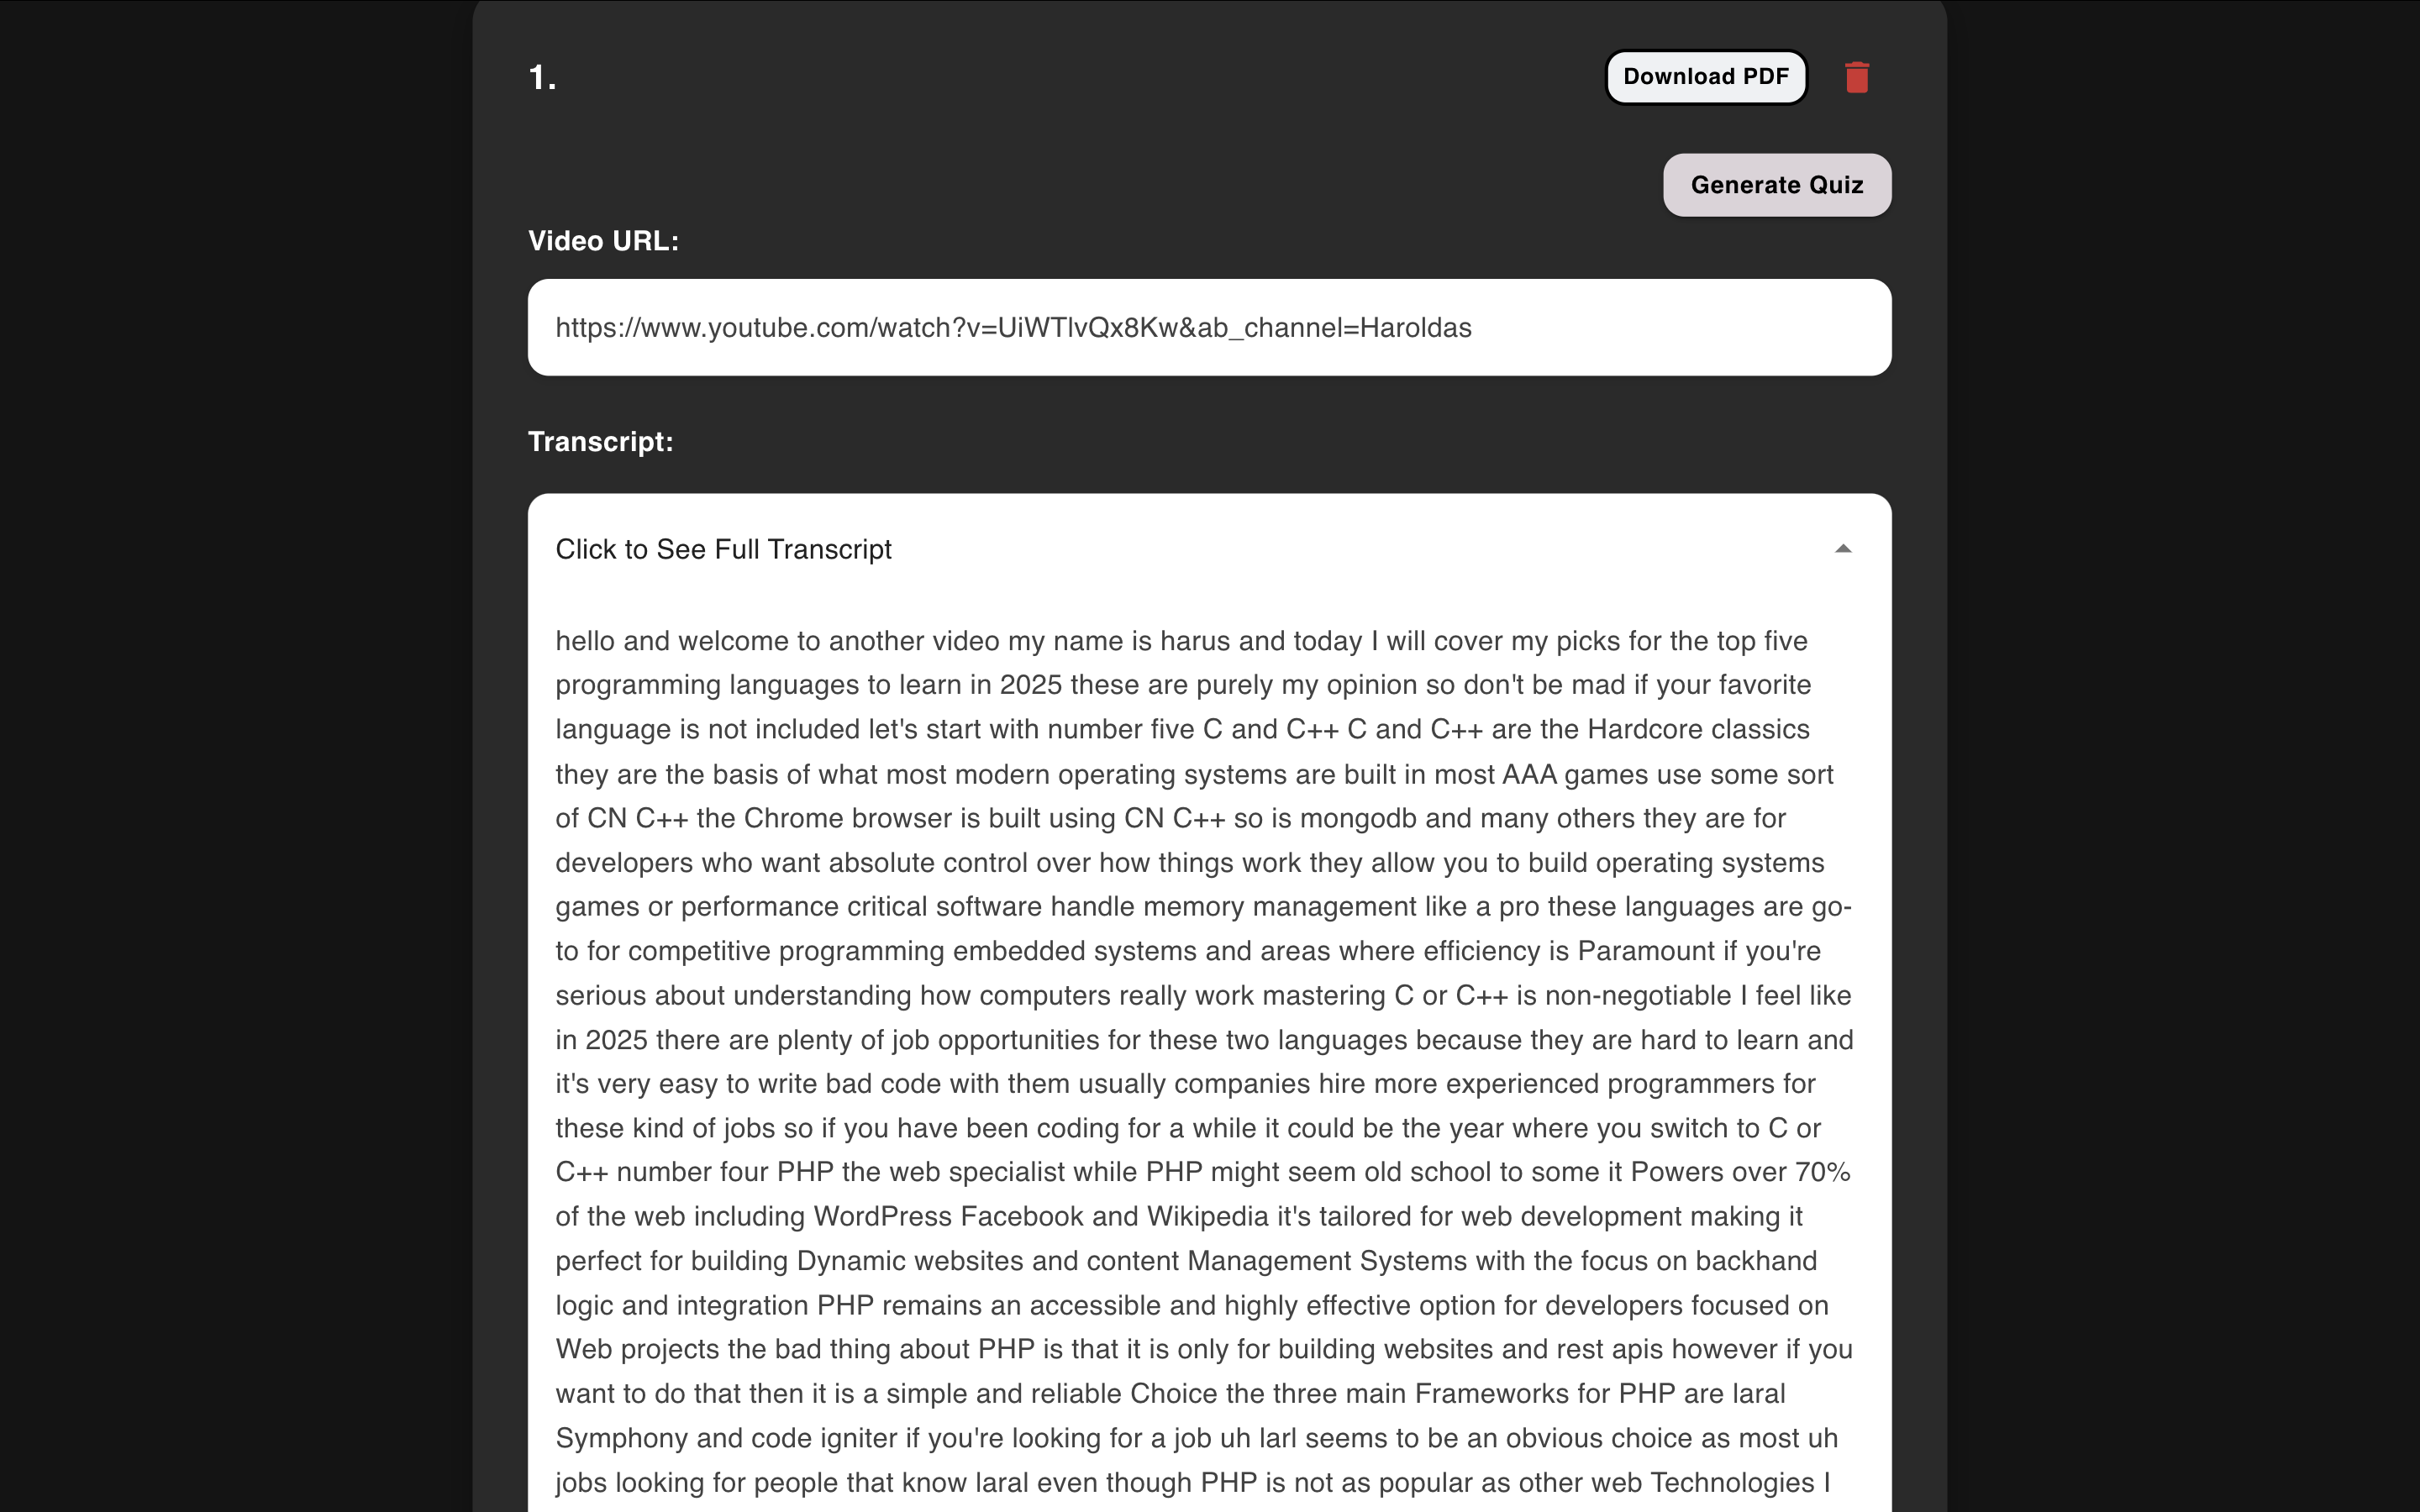 1.
Download PDF
Generate Quiz
Video URL:
https://www.youtube.com/watch?v=UiWTlvQx8Kw&ab_channel=Haroldas
Transcript:
Click to See Full Transcript
hello and welcome to another video my name is harus and today I will cover my picks for the top five
programming languages to learn in 2025 these are purely my opinion so don't be mad if your favorite
language is not included let's start with number five C and C++ C and C++ are the Hardcore classics
they are the basis of what most modern operating systems are built in most AAA games use some sort
of CN C++ the Chrome browser is built using CN C++ so is mongodb and many others they are for
developers who want absolute control over how things work they allow you to build operating systems
games or performance critical software handle memory management like a pro these languages are go-
to for competitive programming embedded systems and areas where efficiency is Paramount if you're
serious about understanding how computers really work mastering C or C++ is non-negotiable I feel like
in 2025 there are plenty of job opportunities for these two languages because they are hard to learn and
it's very easy to write bad code with them usually companies hire more experienced programmers for
these kind of jobs so if you have been coding for a while it could be the year where you switch to C or
C++ number four PHP the web specialist while PHP might seem old school to some it Powers over 70%
of the web including WordPress Facebook and Wikipedia it's tailored for web development making it
perfect for building Dynamic websites and content Management Systems with the focus on backhand
logic and integration PHP remains an accessible and highly effective option for developers focused on
Web projects the bad thing about PHP is that it is only for building websites and rest apis however if you
want to do that then it is a simple and reliable Choice the three main Frameworks for PHP are laral
Symphony and code igniter if you're looking for a job uh larl seems to be an obvious choice as most uh
jobs looking for people that know laral even though PHP is not as popular as other web Technologies I